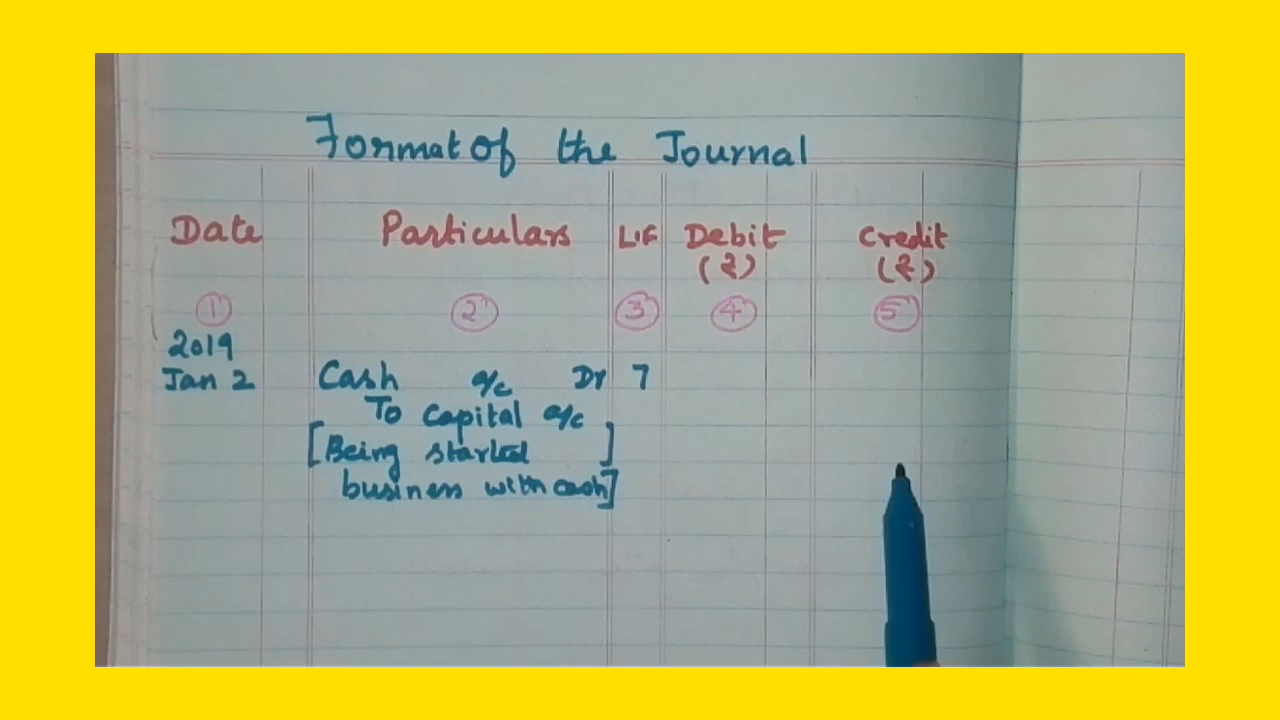 Format of the Journal
Date Particulars L.F Debit (₹) Credit (₹)
1 2 3 4 5
2019
Jan 2 Cash a/c Dr 7
To Capital a/c
[Being started ]
business with cash]